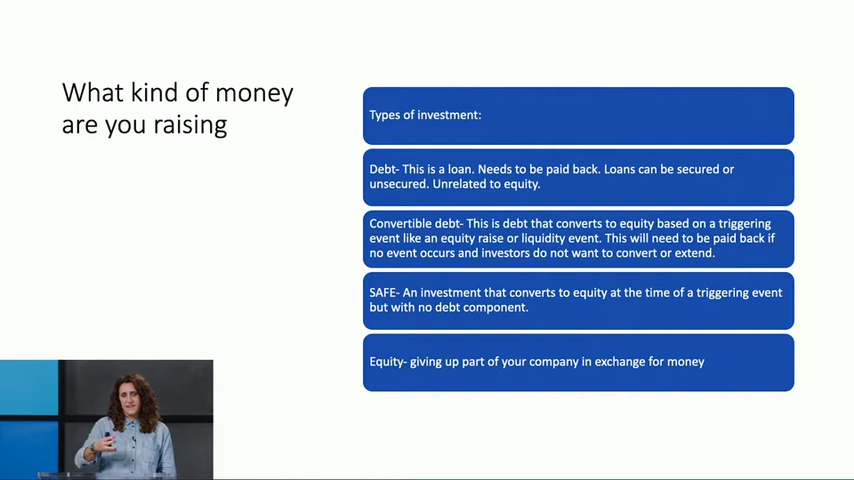 What kind of money
are you raising
Types of investment:
Debt- This is a loan. Needs to be paid back. Loans can be secured or
unsecured. Unrelated to equity.
Convertible debt- This is debt that converts to equity based on a triggering
event like an equity raise or liquidity event. This will need to be paid back if
no event occurs and investors do not want to convert or extend.
SAFE- An investment that converts to equity at the time of a triggering event
but with no debt component.
Equity- giving up part of your company in exchange for money